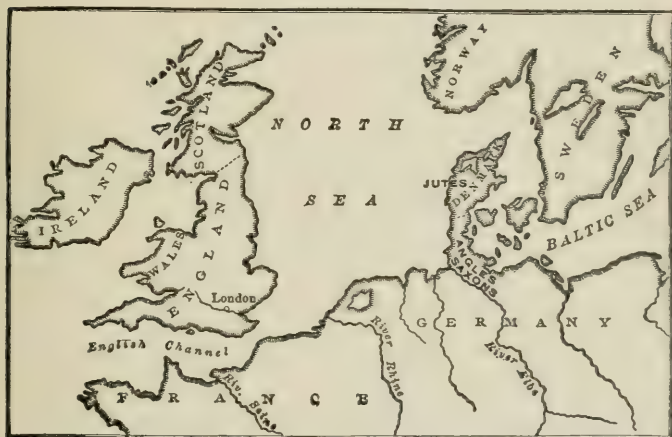 NORWAY
SWEDEN
SCOTLAND
NORTH
SEA
DENMARK
JUTES
IRELAND
ENGLAND
WALES
BALTIC SEA
ANGLES
SAXONS
London
GERMANY
English Channel
River Rhine
River Elbe
Riv. Seine
FRANCE